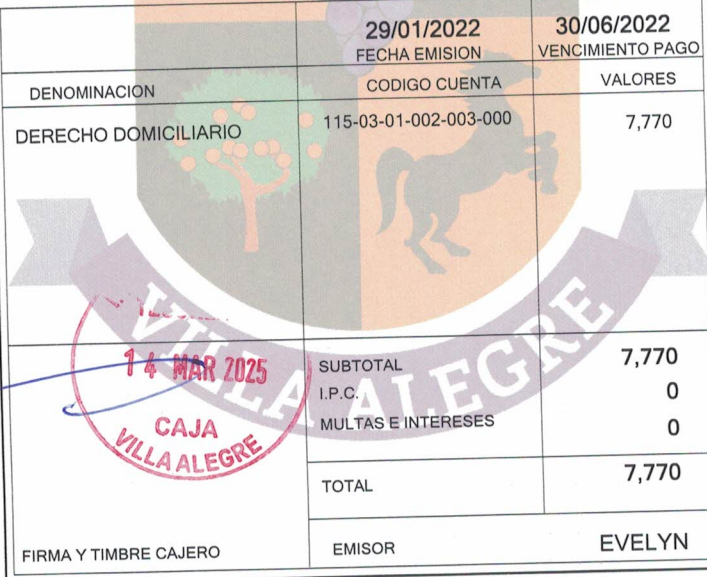 29/01/2022
FECHA EMISION
30/06/2022
VENCIMIENTO PAGO
DENOMINACION
CODIGO CUENTA
VALORES
DERECHO DOMICILIARIO
115-03-01-002-003-000
7,770
VILLA ALEGRE
14 MAR 2025
CAJA
VILLA ALEGRE
SUBTOTAL
7,770
I.P.C.
0
MULTAS E INTERESES
0
TOTAL
7,770
FIRMA Y TIMBRE CAJERO
EMISOR
EVELYN